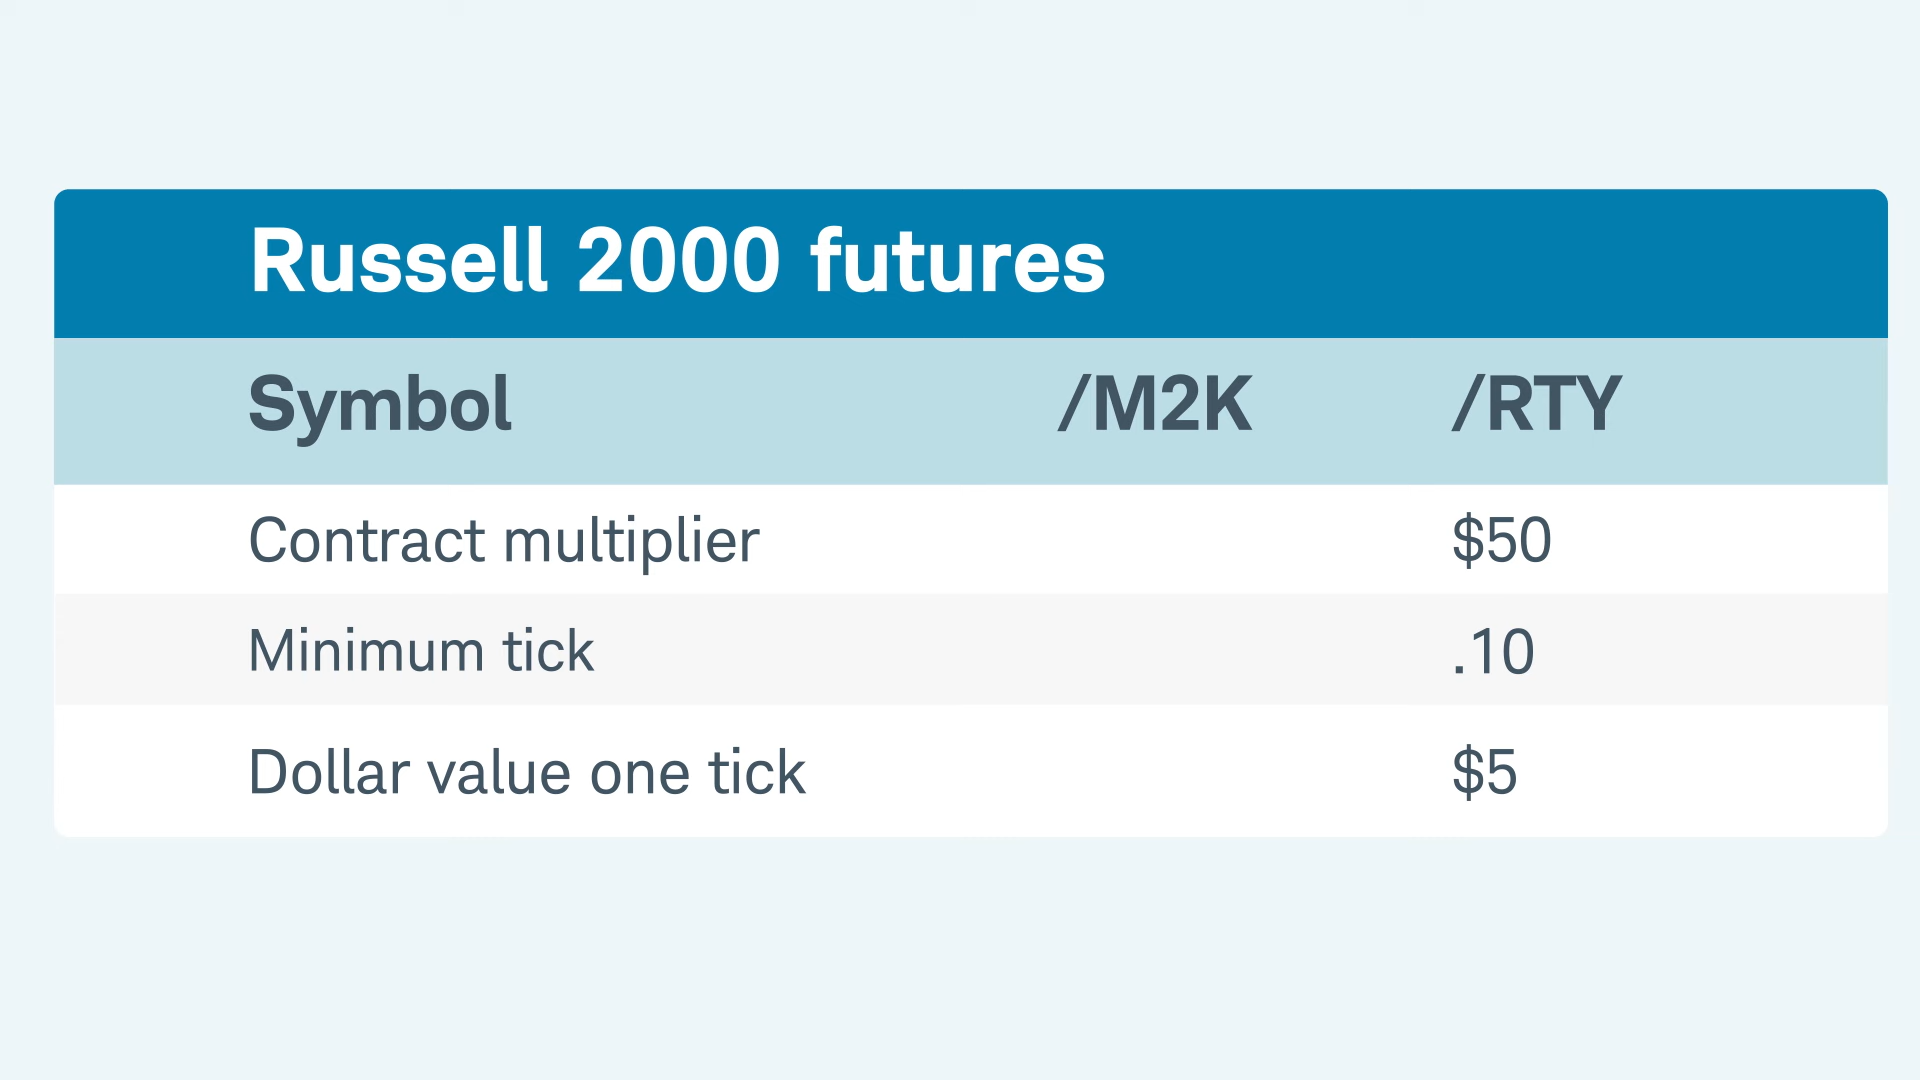 Russell 2000 futures
Symbol /M2K /RTY
Contract multiplier $50
Minimum tick .10
Dollar value one tick $5